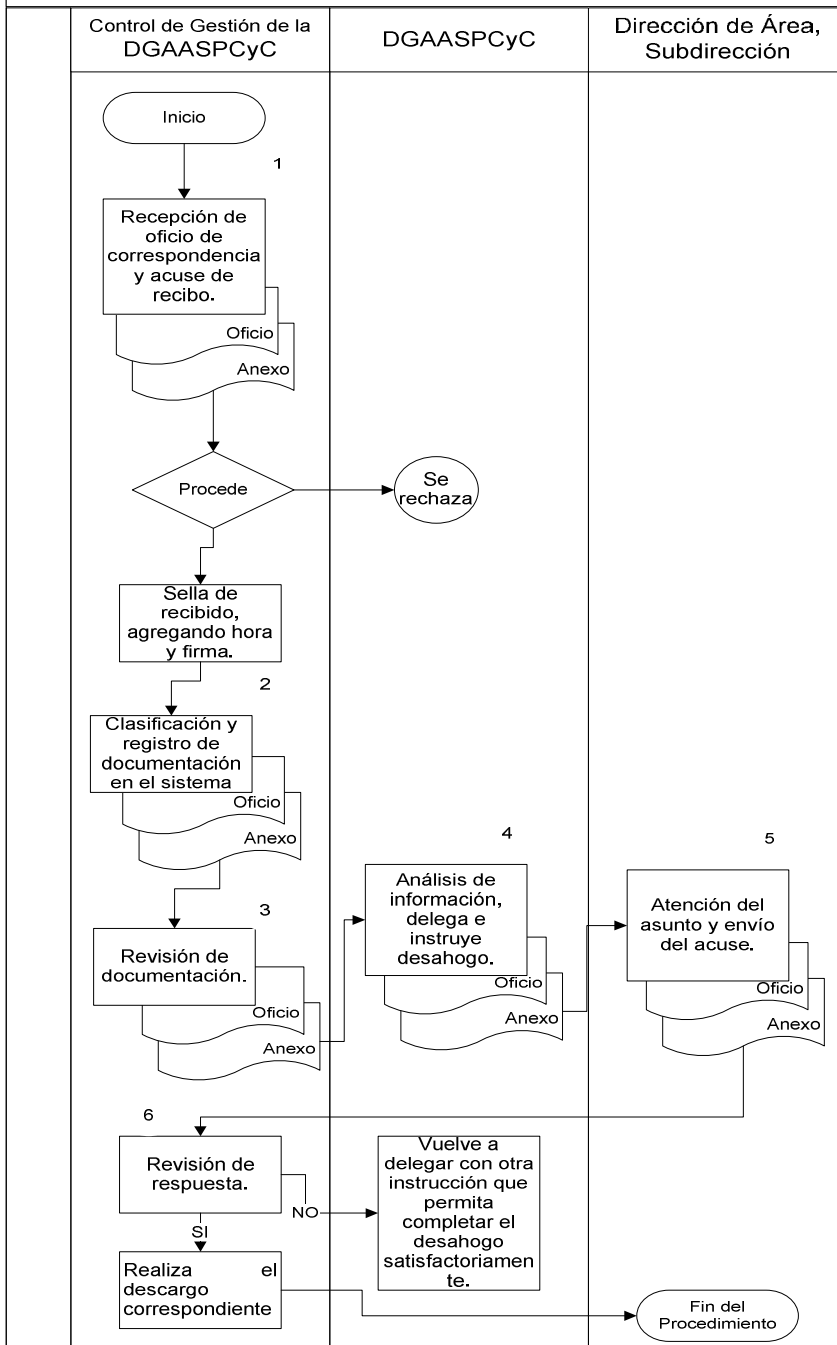 Control de Gestión de la
DGAASPCyC
DGAASPCyC
Dirección de Área,
Subdirección
Inicio
1
Recepción de
oficio de
correspondencia
y acuse de
recibo.
Oficio
Anexo
Procede
Se
rechaza
Sella de
recibido,
agregando hora
y firma.
2
Clasificación y
registro de
documentación
en el sistema
Oficio
Anexo
3
Revisión de
documentación.
Oficio
Anexo
4
Análisis de
información,
delega e
instruye
desahogo.
Oficio
Anexo
5
Atención del
asunto y envío
del acuse.
Oficio
Anexo
6
Revisión de
respuesta.
NO
Vuelve a
delegar con otra
instrucción que
permita
completar el
desahogo
satisfactoriamen
te.
SI
Realiza el
descargo
correspondiente
Fin del
Procedimiento